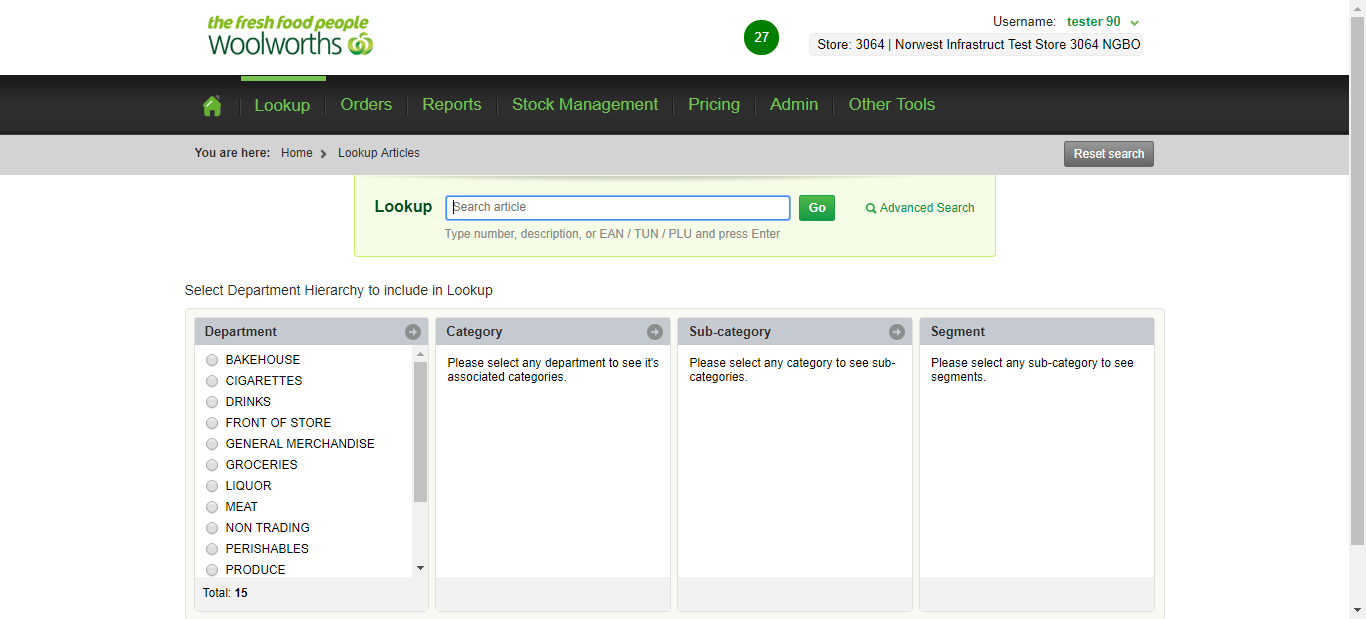 the fresh food people
Woolworths
27
Username: tester 90
Store: 3064 | Norwest Infrastruct Test Store 3064 NGBO
Lookup Orders Reports Stock Management Pricing Admin Other Tools
You are here: Home Lookup Articles
Reset search
Lookup Search article Go Advanced Search
Type number, description, or EAN / TUN / PLU and press Enter
Select Department Hierarchy to include in Lookup
Department
BAKEHOUSE
CIGARETTES
DRINKS
FRONT OF STORE
GENERAL MERCHANDISE
GROCERIES
LIQUOR
MEAT
NON TRADING
PERISHABLES
PRODUCE
Total: 15
Category
Please select any department to see it's
associated categories.
Sub-category
Please select any category to see sub-
categories.
Segment
Please select any sub-category to see
segments.